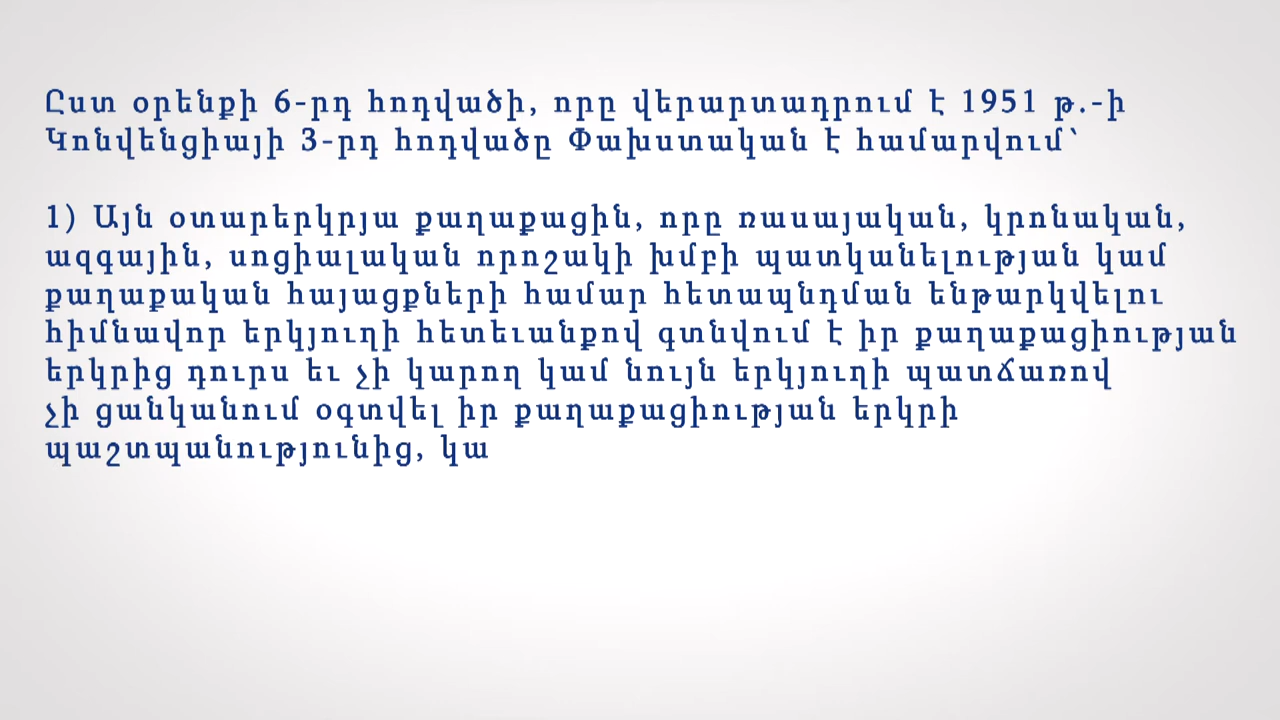 Ըստ օրենքի 6-րդ հոդվածի, որը վերարտադրում է 1951 թ.-ի
Կոնվենցիայի 3-րդ հոդվածը Փախստական է համարվում՝
1) Այն օտարերկրյա քաղաքացին, որը ռասայական, կրոնական,
ազգային, սոցիալական որոշակի խմբի պատկանելության կամ
քաղաքական հայացքների համար հետապնդման ենթարկվելու
հիմնավոր երկյուղի հետեւանքով գտնվում է իր քաղաքացիության
երկրից դուրս եւ չի կարող կամ նույն երկյուղի պատճառով
չի ցանկանում օգտվել իր քաղաքացիության երկրի
պաշտպանությունից, կա